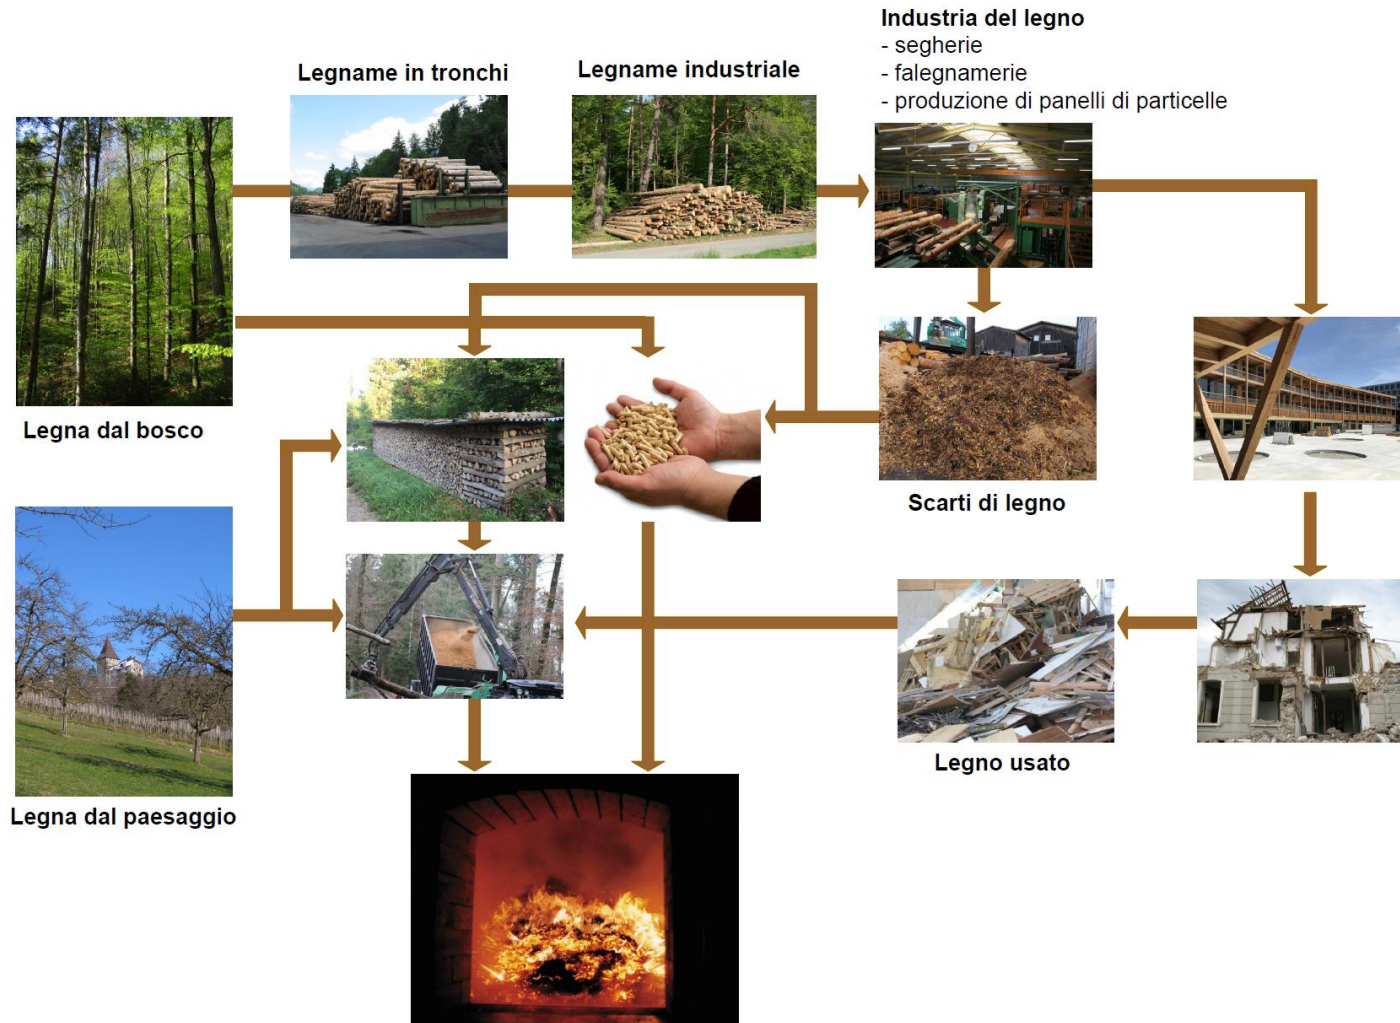 Industria del legno
- segherie
- falegnamerie
- produzione di panelli di particelle
Legname in tronchi
Legname industriale
Legna dal bosco
Scarti di legno
Legno usato
Legna dal paesaggio